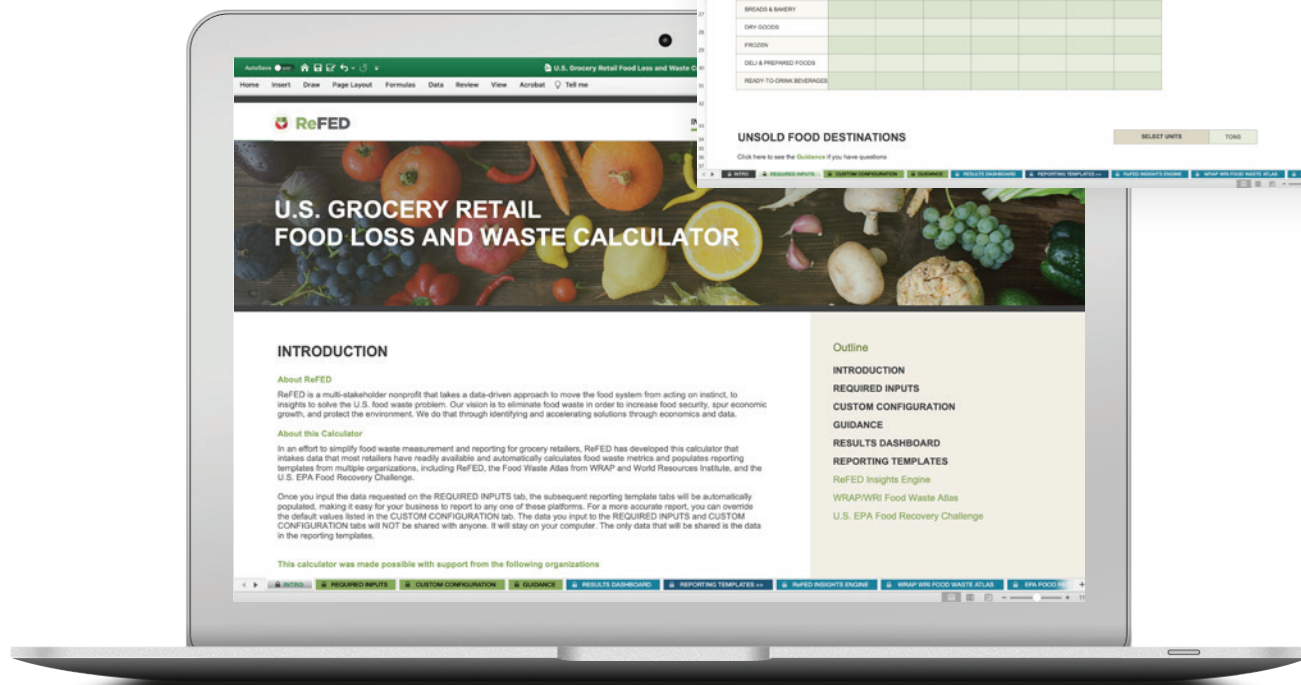 27
BREADS & BAKERY
28
DRY GOODS
29
FROZEN
30
DELI & PREPARED FOODS
31
READY-TO-DRINK BEVERAGES
32
33
34
UNSOLD FOOD DESTINATIONS
SELECT UNITS
TONS
35
36
Click here to see the Guidance if you have questions
37
INTRO
REQUIRED INPUTS
CUSTOM CONFIGURATION
GUIDANCE
RESULTS DASHBOARD
REPORTING TEMPLATES >>
ReFED INSIGHTS ENGINE
WRAP WRI FOOD WASTE ATLAS
AutoSave
U.S. Grocery Retail Food Loss and Waste C
Home Insert Draw Page Layout Formulas Data Review View Acrobat Tell me
ReFED
IN
U.S. GROCERY RETAIL
FOOD LOSS AND WASTE CALCULATOR
INTRODUCTION
About ReFED
ReFED is a multi-stakeholder nonprofit that takes a data-driven approach to move the food system from acting on instinct, to
insights to solve the U.S. food waste problem. Our vision is to eliminate food waste in order to increase food security, spur economic
growth, and protect the environment. We do that through identifying and accelerating solutions through economics and data.
About this Calculator
In an effort to simplify food waste measurement and reporting for grocery retailers, ReFED has developed this calculator that
intakes data that most retailers have readily available and automatically calculates food waste metrics and populates reporting
templates from multiple organizations, including ReFED, the Food Waste Atlas from WRAP and World Resources Institute, and the
U.S. EPA Food Recovery Challenge.
Once you input the data requested on the REQUIRED INPUTS tab, the subsequent reporting template tabs will be automatically
populated, making it easy for your business to report to any one of these platforms. For a more accurate report, you can override
the default values listed in the CUSTOM CONFIGURATION tab. The data you input to the REQUIRED INPUTS and CUSTOM
CONFIGURATION tabs will NOT be shared with anyone. It will stay on your computer. The only data that will be shared is the data
in the reporting templates.
This calculator was made possible with support from the following organizations
Outline
INTRODUCTION
REQUIRED INPUTS
CUSTOM CONFIGURATION
GUIDANCE
RESULTS DASHBOARD
REPORTING TEMPLATES
ReFED Insights Engine
WRAP/WRI Food Waste Atlas
U.S. EPA Food Recovery Challenge
INTRO
REQUIRED INPUTS
CUSTOM CONFIGURATION
GUIDANCE
RESULTS DASHBOARD
REPORTING TEMPLATES >>
ReFED INSIGHTS ENGINE
WRAP WRI FOOD WASTE ATLAS
EPA FOOD